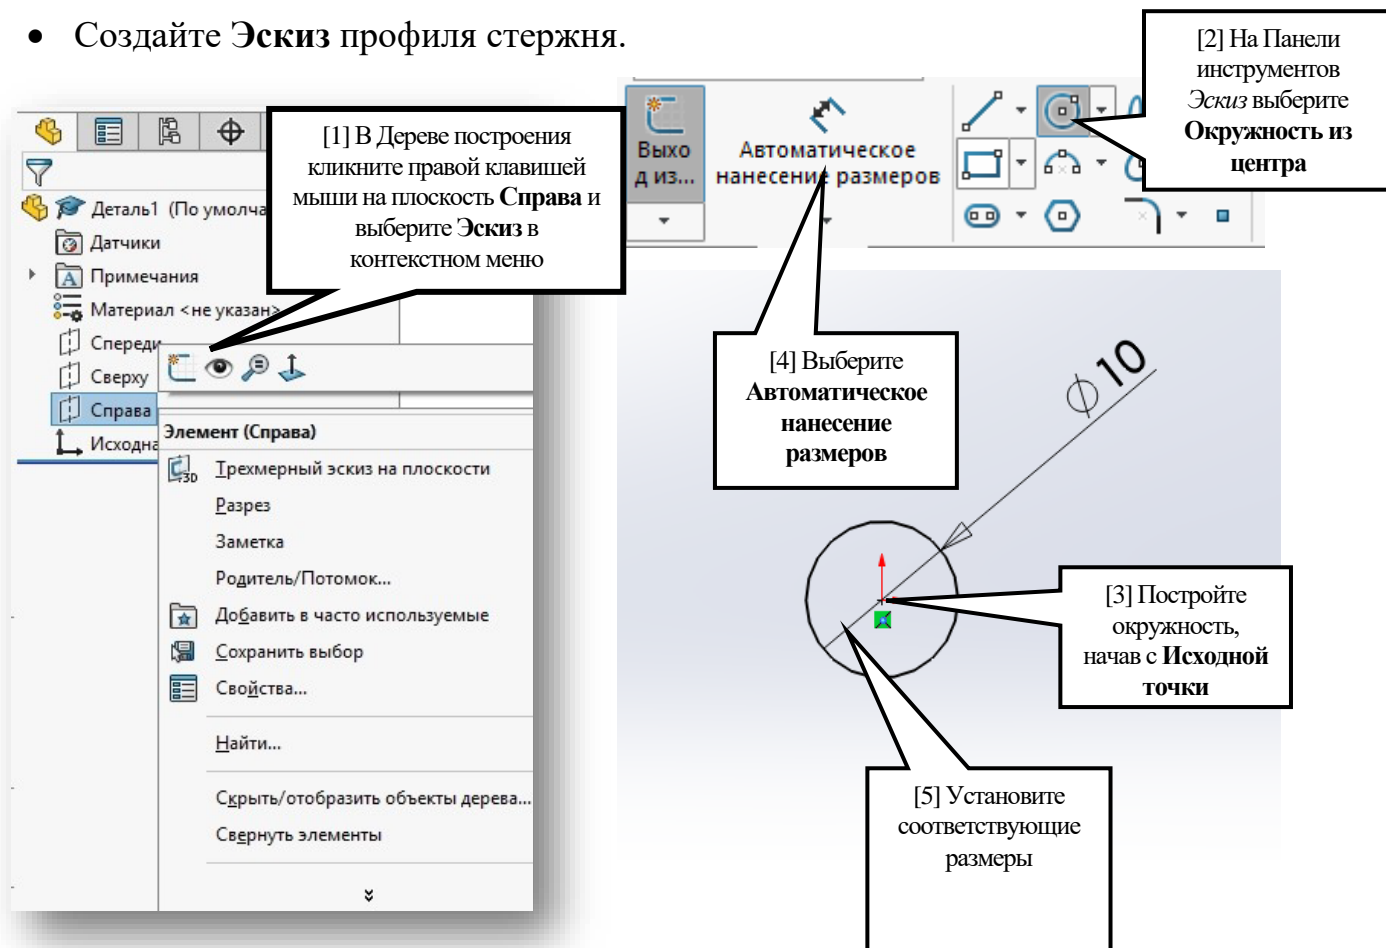 • Создайте Эскиз профиля стержня.
[1] В Дереве построения
кликните правой клавишей
мыши на плоскость Справа и
выберите Эскиз в
контекстном меню
Деталь1 (По умолча
Датчики
Примечания
Материал <не указан>
Спереди
Сверху
Справа
Исходна
Элемент (Справа)
3D
Трехмерный эскиз на плоскости
Разрез
Заметка
Родитель/Потомок...
Добавить в часто используемые
Сохранить выбор
Свойства...
Найти...
Скрыть/отобразить объекты дерева...
Свернуть элементы
Выхо
д из...
Автоматическое
нанесение размеров
[2] На Панели
инструментов
Эскиз выберите
Окружность из
центра
[4] Выберите
Автоматическое
нанесение
размеров
⌀10
[3] Постройте
окружность,
начав с Исходной
точки
[5] Установите
соответствующие
размеры